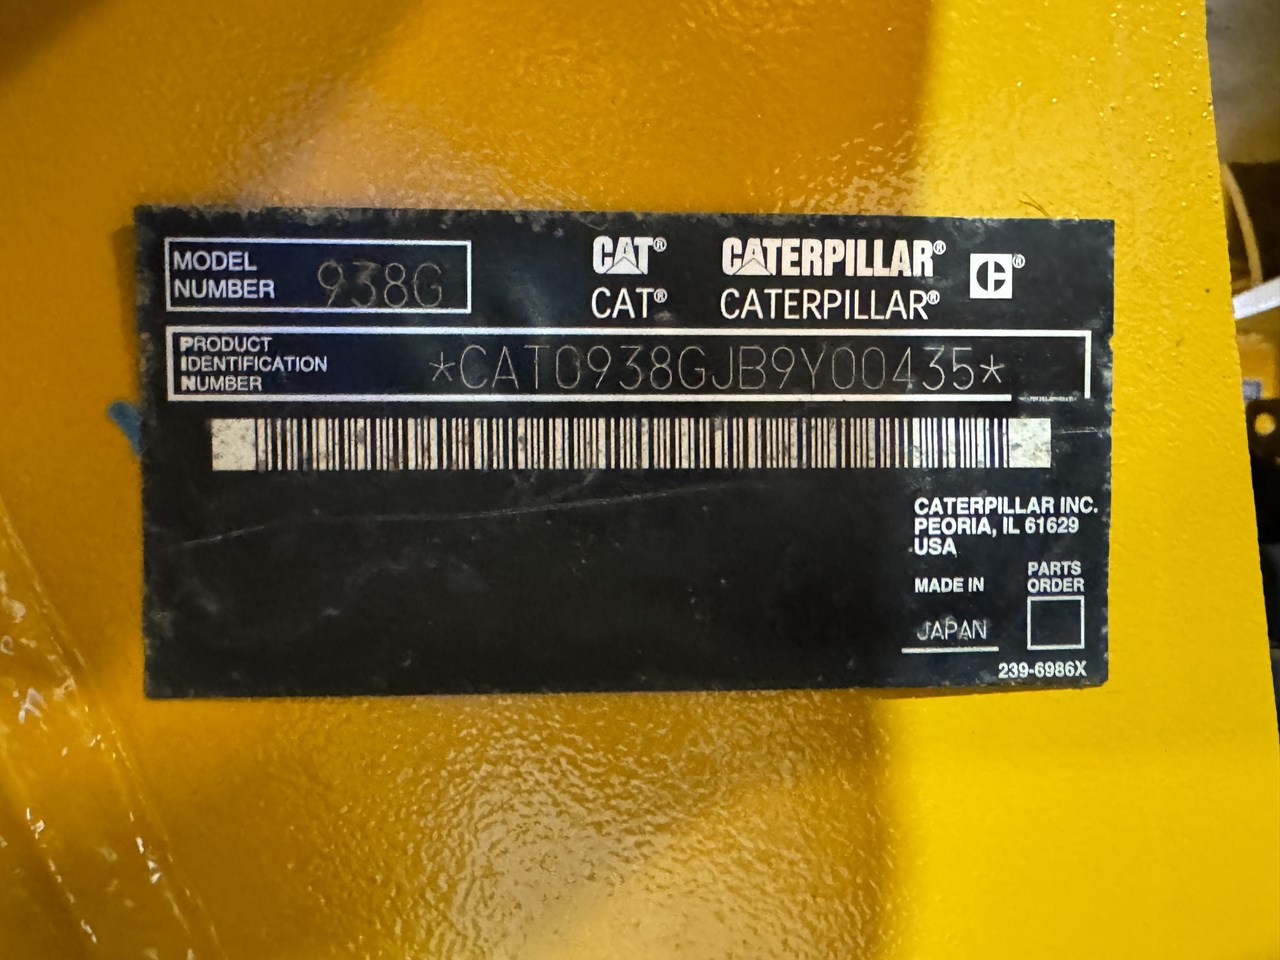 MODEL
NUMBER 938G
CAT® CATERPILLAR® ®
CAT® CATERPILLAR®
PRODUCT
IDENTIFICATION
NUMBER
*CAT0938GJB9Y00435*
CATERPILLAR INC.
PEORIA, IL 61629
USA
MADE IN
JAPAN
PARTS
ORDER
239-6986X